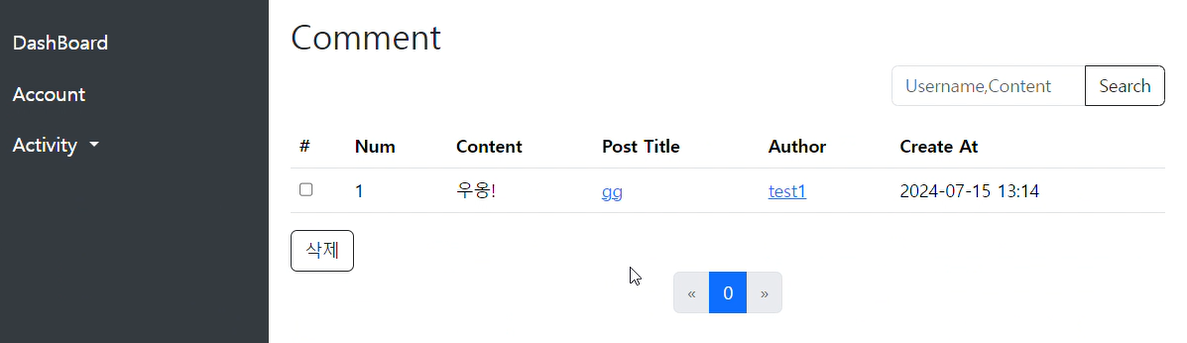 DashBoard
Account
Activity
Comment
Username,Content Search
# Num Content Post Title Author Create At
1 우옹! gg test1 2024-07-15 13:14
삭제
« 0 »